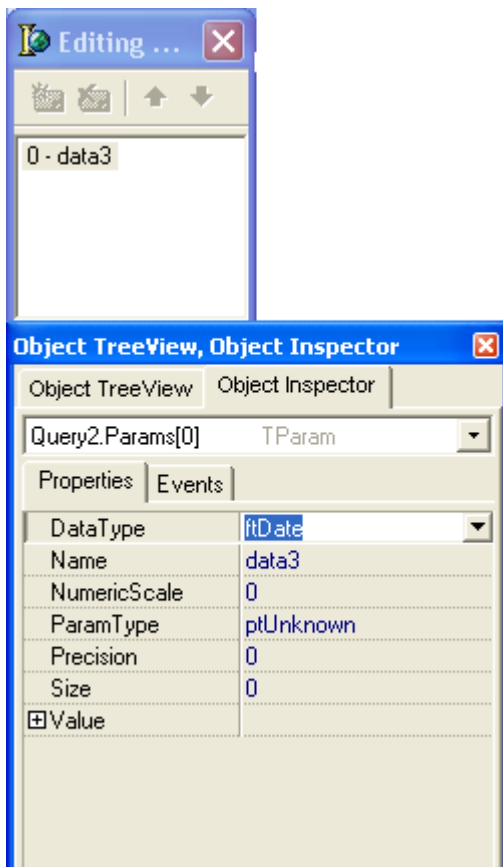 Editing ...
0 - data3
Object TreeView, Object Inspector
Object TreeView Object Inspector
Query2.Params[0] TParam
Properties Events
DataType ftDate
Name data3
NumericScale 0
ParamType ptUnknown
Precision 0
Size 0
Value